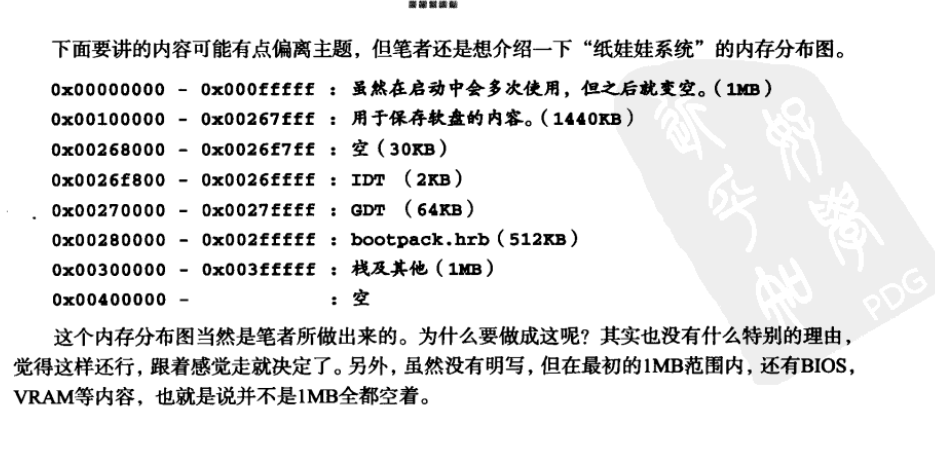 下面要讲的内容可能有点偏离主题，但笔者还是想介绍一下“纸娃娃系统”的内存分布图。
0x00000000 - 0x000fffff : 虽然在启动中会多次使用，但之后就变空。（1MB）
0x00100000 - 0x00267fff : 用于保存软盘的内容。（1440KB）
0x00268000 - 0x0026f7ff : 空（30KB）
0x0026f800 - 0x0026ffff : IDT （2KB）
0x00270000 - 0x0027ffff : GDT （64KB）
0x00280000 - 0x002fffff : bootpack.hrb（512KB）
0x00300000 - 0x003fffff : 栈及其他（1MB）
0x00400000 - : 空
这个内存分布图当然是笔者所做出来的。为什么要做成这呢？其实也没有什么特别的理由，
觉得这样还行，跟着感觉走就决定了。另外，虽然没有明写，但在最初的1MB范围内，还有BIOS，
VRAM等内容，也就是说并不是1MB全都空着。
PDG